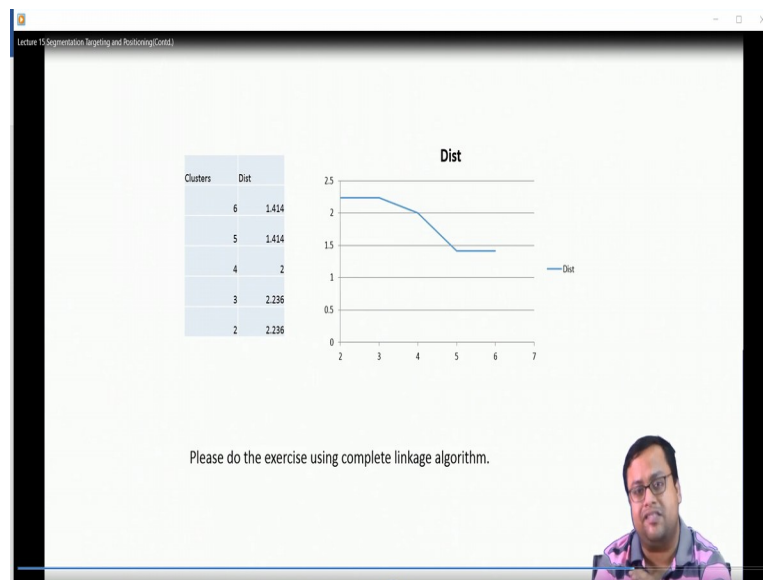 Lecture 15 Segmentation Targeting and Positioning(Contd.)
Dist
Clusters Dist
6 1.414
5 1.414
4 2
3 2.236
2 2.236
2.5
2
1.5
1
0.5
0
2 3 4 5 6 7
Dist
Please do the exercise using complete linkage algorithm.